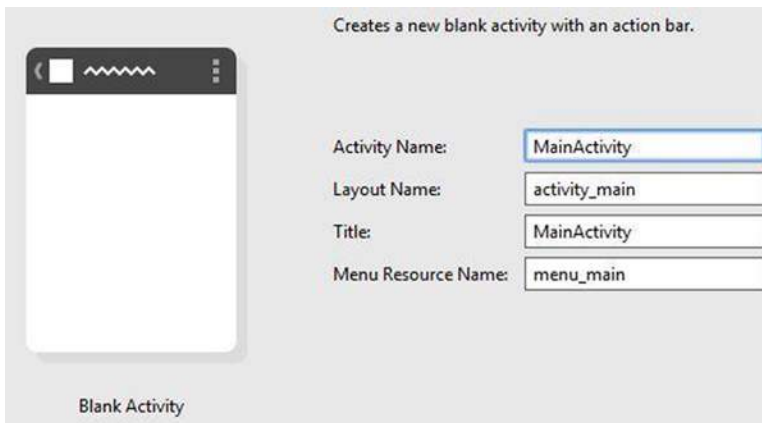 Creates a new blank activity with an action bar.
Activity Name: MainActivity
Layout Name: activity_main
Title: MainActivity
Menu Resource Name: menu_main
Blank Activity